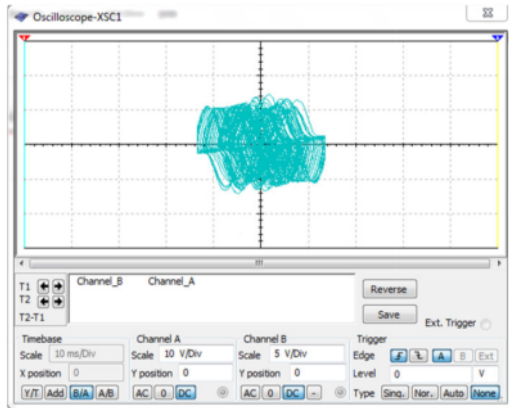 Oscilloscope-XSC1
T1 Channel_B Channel_A
T2
T2-T1
Reverse
Save
Ext. Trigger
Timebase
Scale 10 ms/Div
X position 0
Y/T Add B/A A/B
Channel A
Scale 10 V/Div
Y position 0
AC 0 DC
Channel B
Scale 5 V/Div
Y position 0
AC 0 DC -
Trigger
Edge A B Ext
Level 0 V
Type Sing. Nor. Auto None